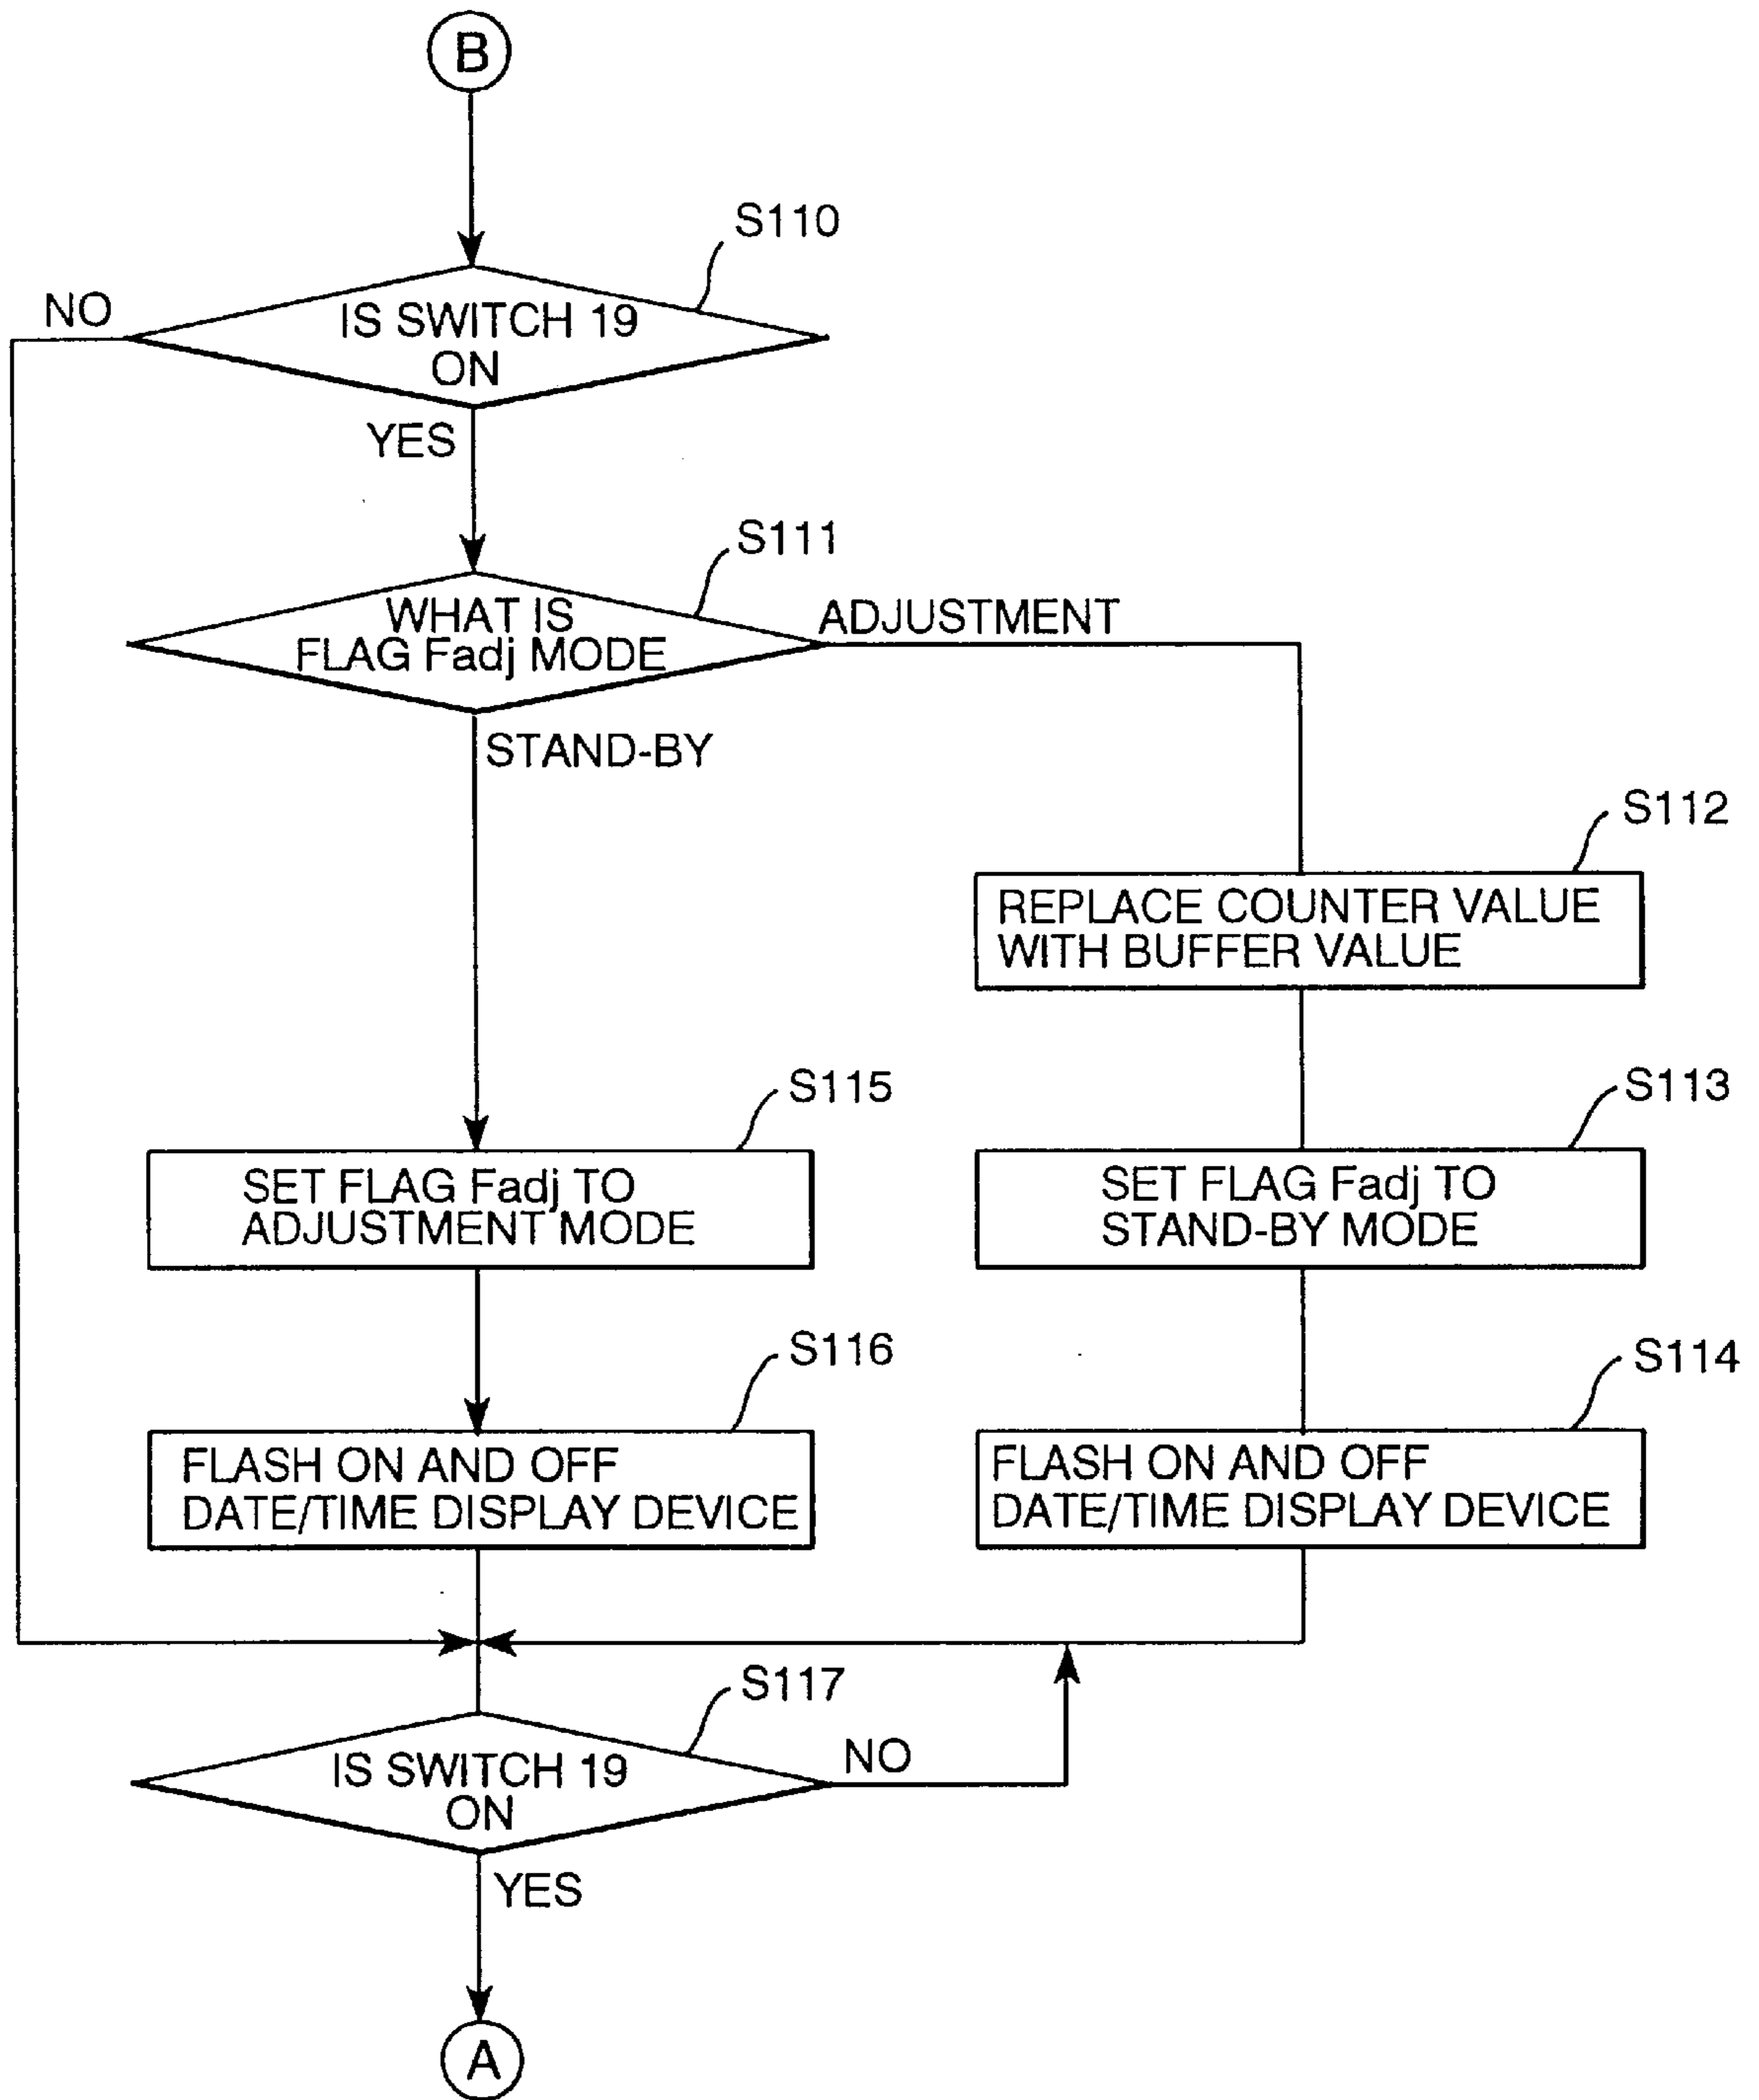 B
S110
NO
IS SWITCH 19
ON
YES
S111
WHAT IS
FLAG Fadj MODE
ADJUSTMENT
STAND-BY
S112
REPLACE COUNTER VALUE
WITH BUFFER VALUE
S115
SET FLAG Fadj TO
ADJUSTMENT MODE
S113
SET FLAG Fadj TO
STAND-BY MODE
S116
FLASH ON AND OFF
DATE/TIME DISPLAY DEVICE
S114
FLASH ON AND OFF
DATE/TIME DISPLAY DEVICE
S117
IS SWITCH 19
ON
NO
YES
A